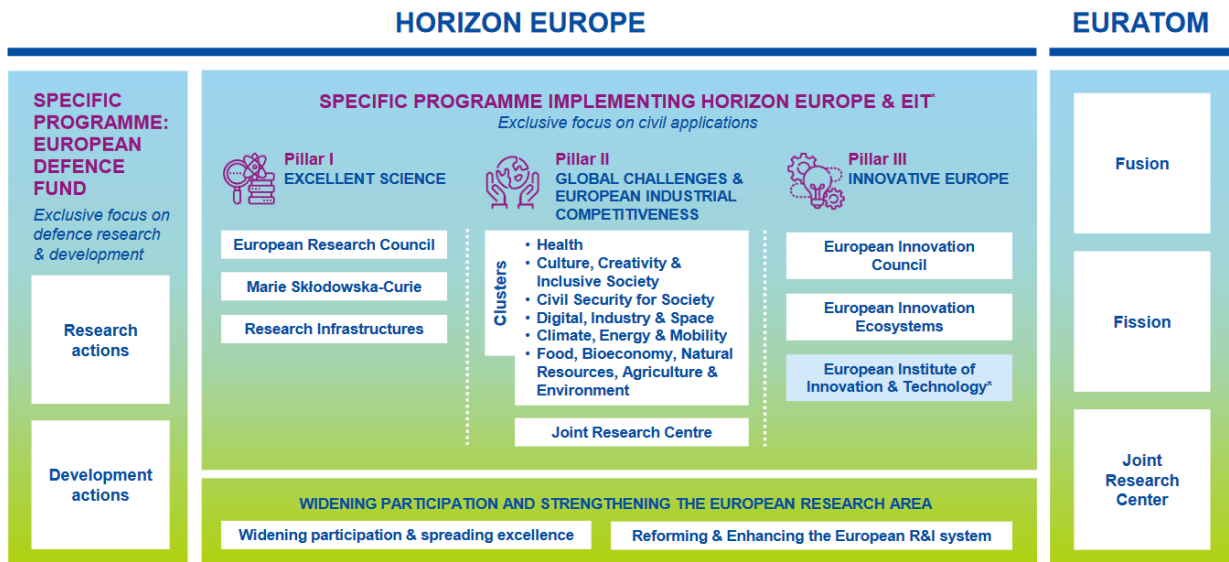 HORIZON EUROPE
EURATOM
SPECIFIC
PROGRAMME:
EUROPEAN
DEFENCE
FUND
Exclusive focus on
defence research
& development
Research
actions
Development
actions
SPECIFIC PROGRAMME IMPLEMENTING HORIZON EUROPE & EIT*
Exclusive focus on civil applications
Pillar I
EXCELLENT SCIENCE
European Research Council
Marie Skłodowska-Curie
Research Infrastructures
Pillar II
GLOBAL CHALLENGES &
EUROPEAN INDUSTRIAL
COMPETITIVENESS
Clusters
• Health
• Culture, Creativity &
Inclusive Society
• Civil Security for Society
• Digital, Industry & Space
• Climate, Energy & Mobility
• Food, Bioeconomy, Natural
Resources, Agriculture &
Environment
Joint Research Centre
Pillar III
INNOVATIVE EUROPE
European Innovation
Council
European Innovation
Ecosystems
European Institute of
Innovation & Technology*
WIDENING PARTICIPATION AND STRENGTHENING THE EUROPEAN RESEARCH AREA
Widening participation & spreading excellence
Reforming & Enhancing the European R&I system
Fusion
Fission
Joint
Research
Center